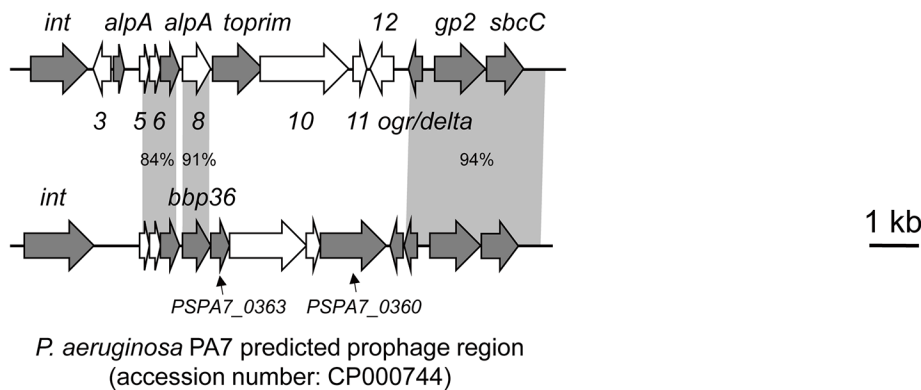 int alpA alpA toprim 12 gp2 sbcC
3 5 6 8 10 11 ogr/delta
84% 91% 94%
int bbp36
1 kb
PSPA7_0363 PSPA7_0360
P. aeruginosa PA7 predicted prophage region
(accession number: CP000744)